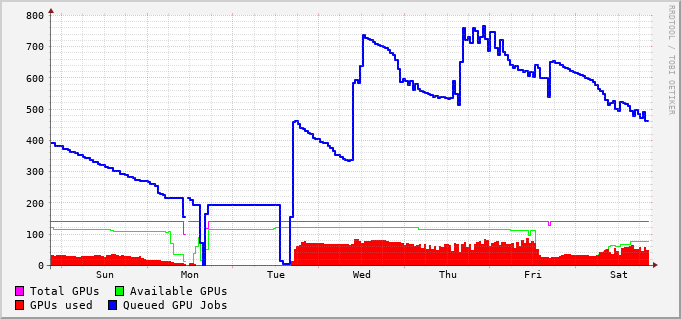 800
700
600
500
400
300
200
100
0
Sun Mon Tue Wed Thu Fri Sat
Total GPUs Available GPUs
GPUs used Queued GPU Jobs
RRDTOOL / TOBI OETIKER